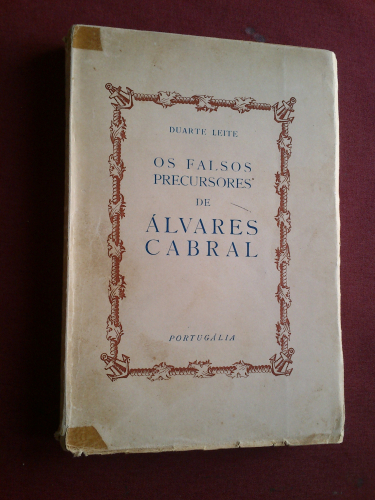 DUARTE LEITE
OS FALSOS
PRECURSORES
DE
ÁLVARES
CABRAL
PORTUGÁLIA